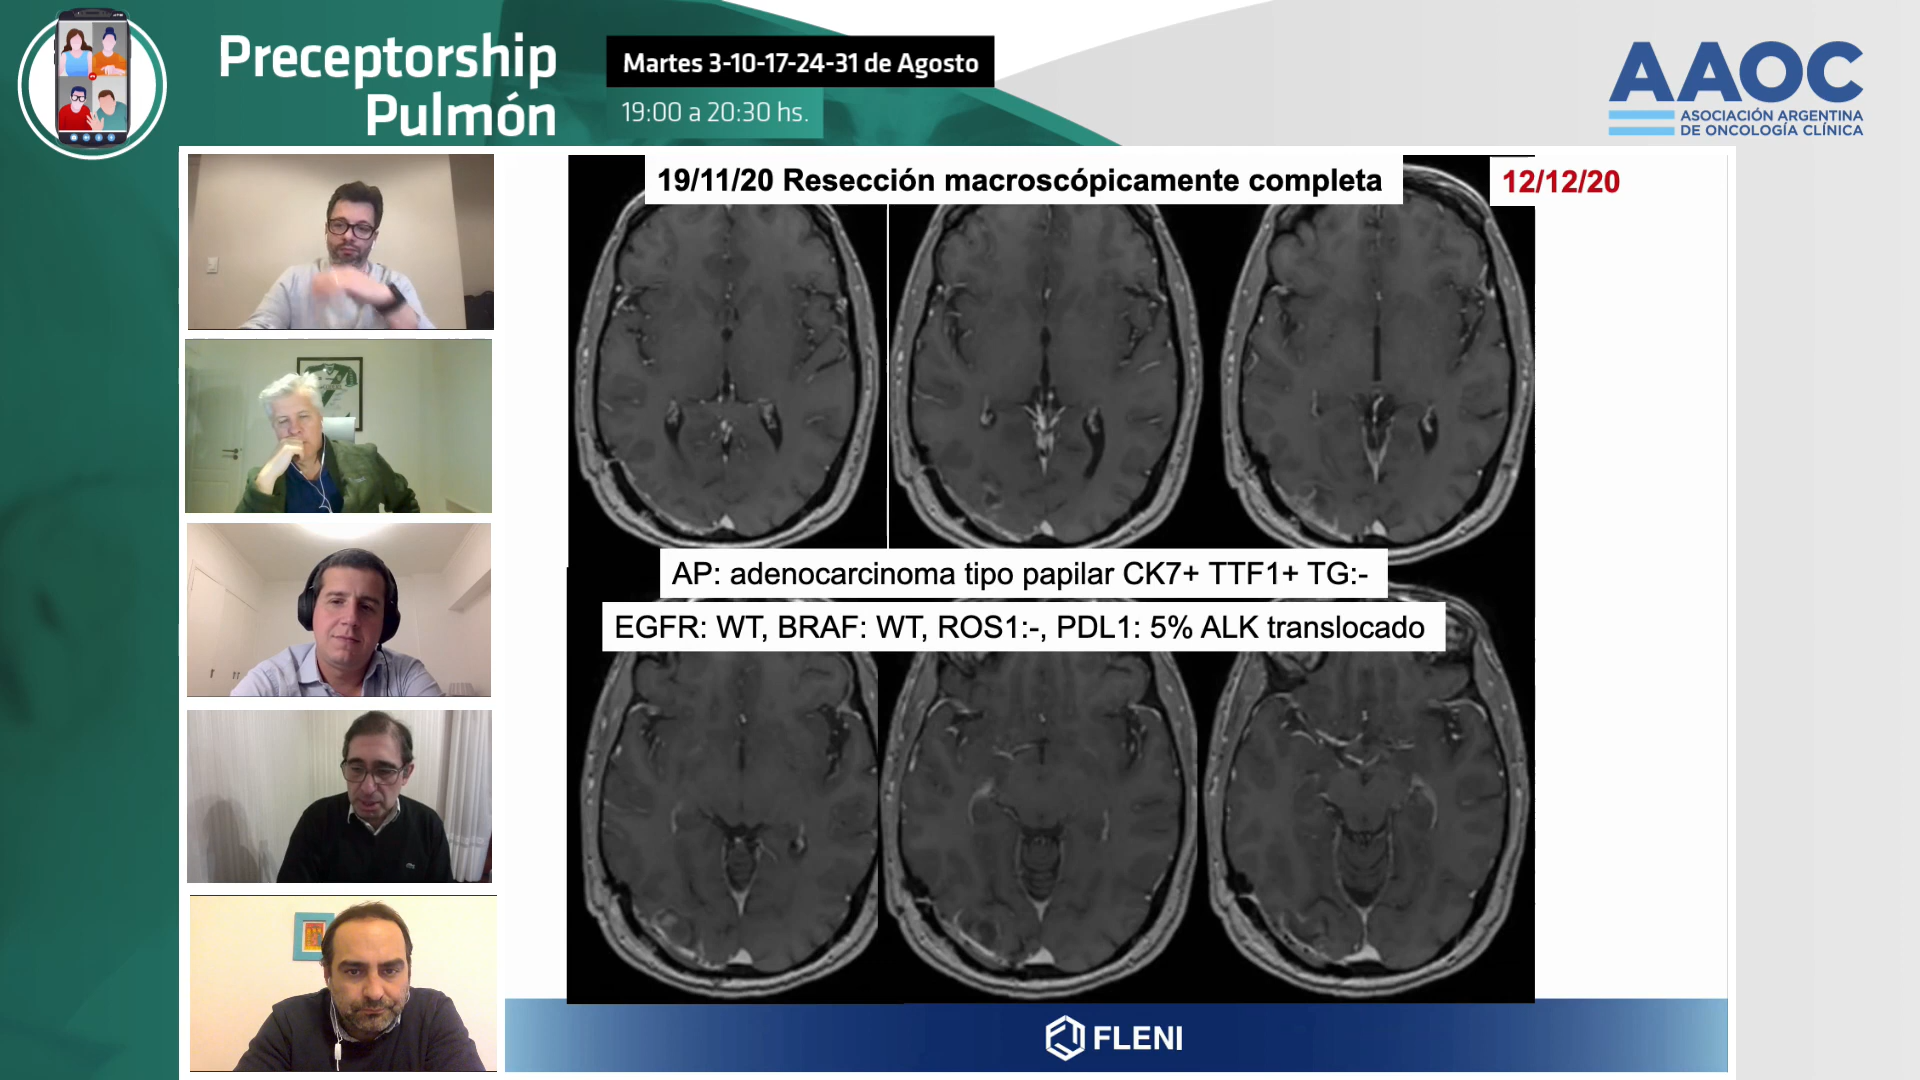 Preceptorship
Pulmón
Martes 3-10-17-24-31 de Agosto
19:00 a 20:30 hs.
AAOC
ASOCIACIÓN ARGENTINA
DE ONCOLOGÍA CLÍNICA
19/11/20 Resección macroscópicamente completa
12/12/20
AP: adenocarcinoma tipo papilar CK7+ TTF1+ TG:-
EGFR: WT, BRAF: WT, ROS1:-, PDL1: 5% ALK translocado
FLENI